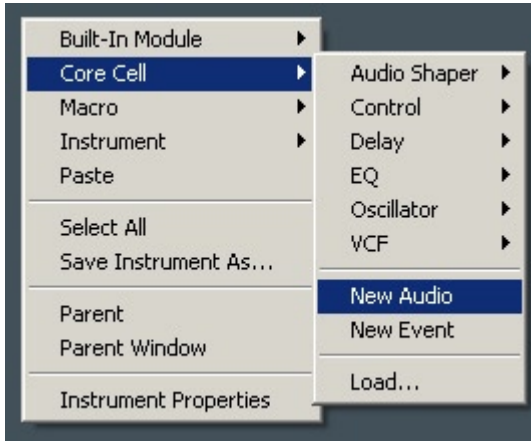 Built-In Module
Core Cell
Macro
Instrument
Paste
Select All
Save Instrument As...
Parent
Parent Window
Instrument Properties
Audio Shaper
Control
Delay
EQ
Oscillator
VCF
New Audio
New Event
Load...